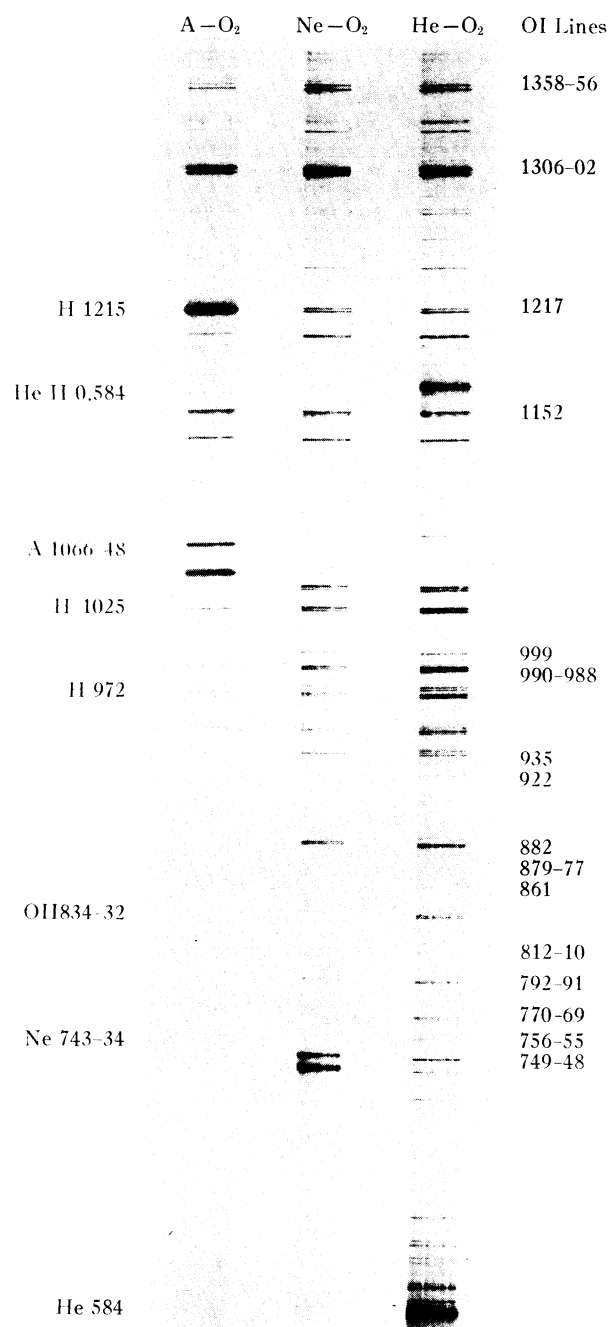 A—O₂ Ne—O₂ He—O₂ OI Lines
1358-56
1306-02
H 1215
1217
He II 0,584
1152
A 1066-48
H 1025
999
990-988
H 972
935
922
882
879-77
861
OII834-32
812-10
792-91
770-69
Ne 743-34
756-55
749-48
He 584